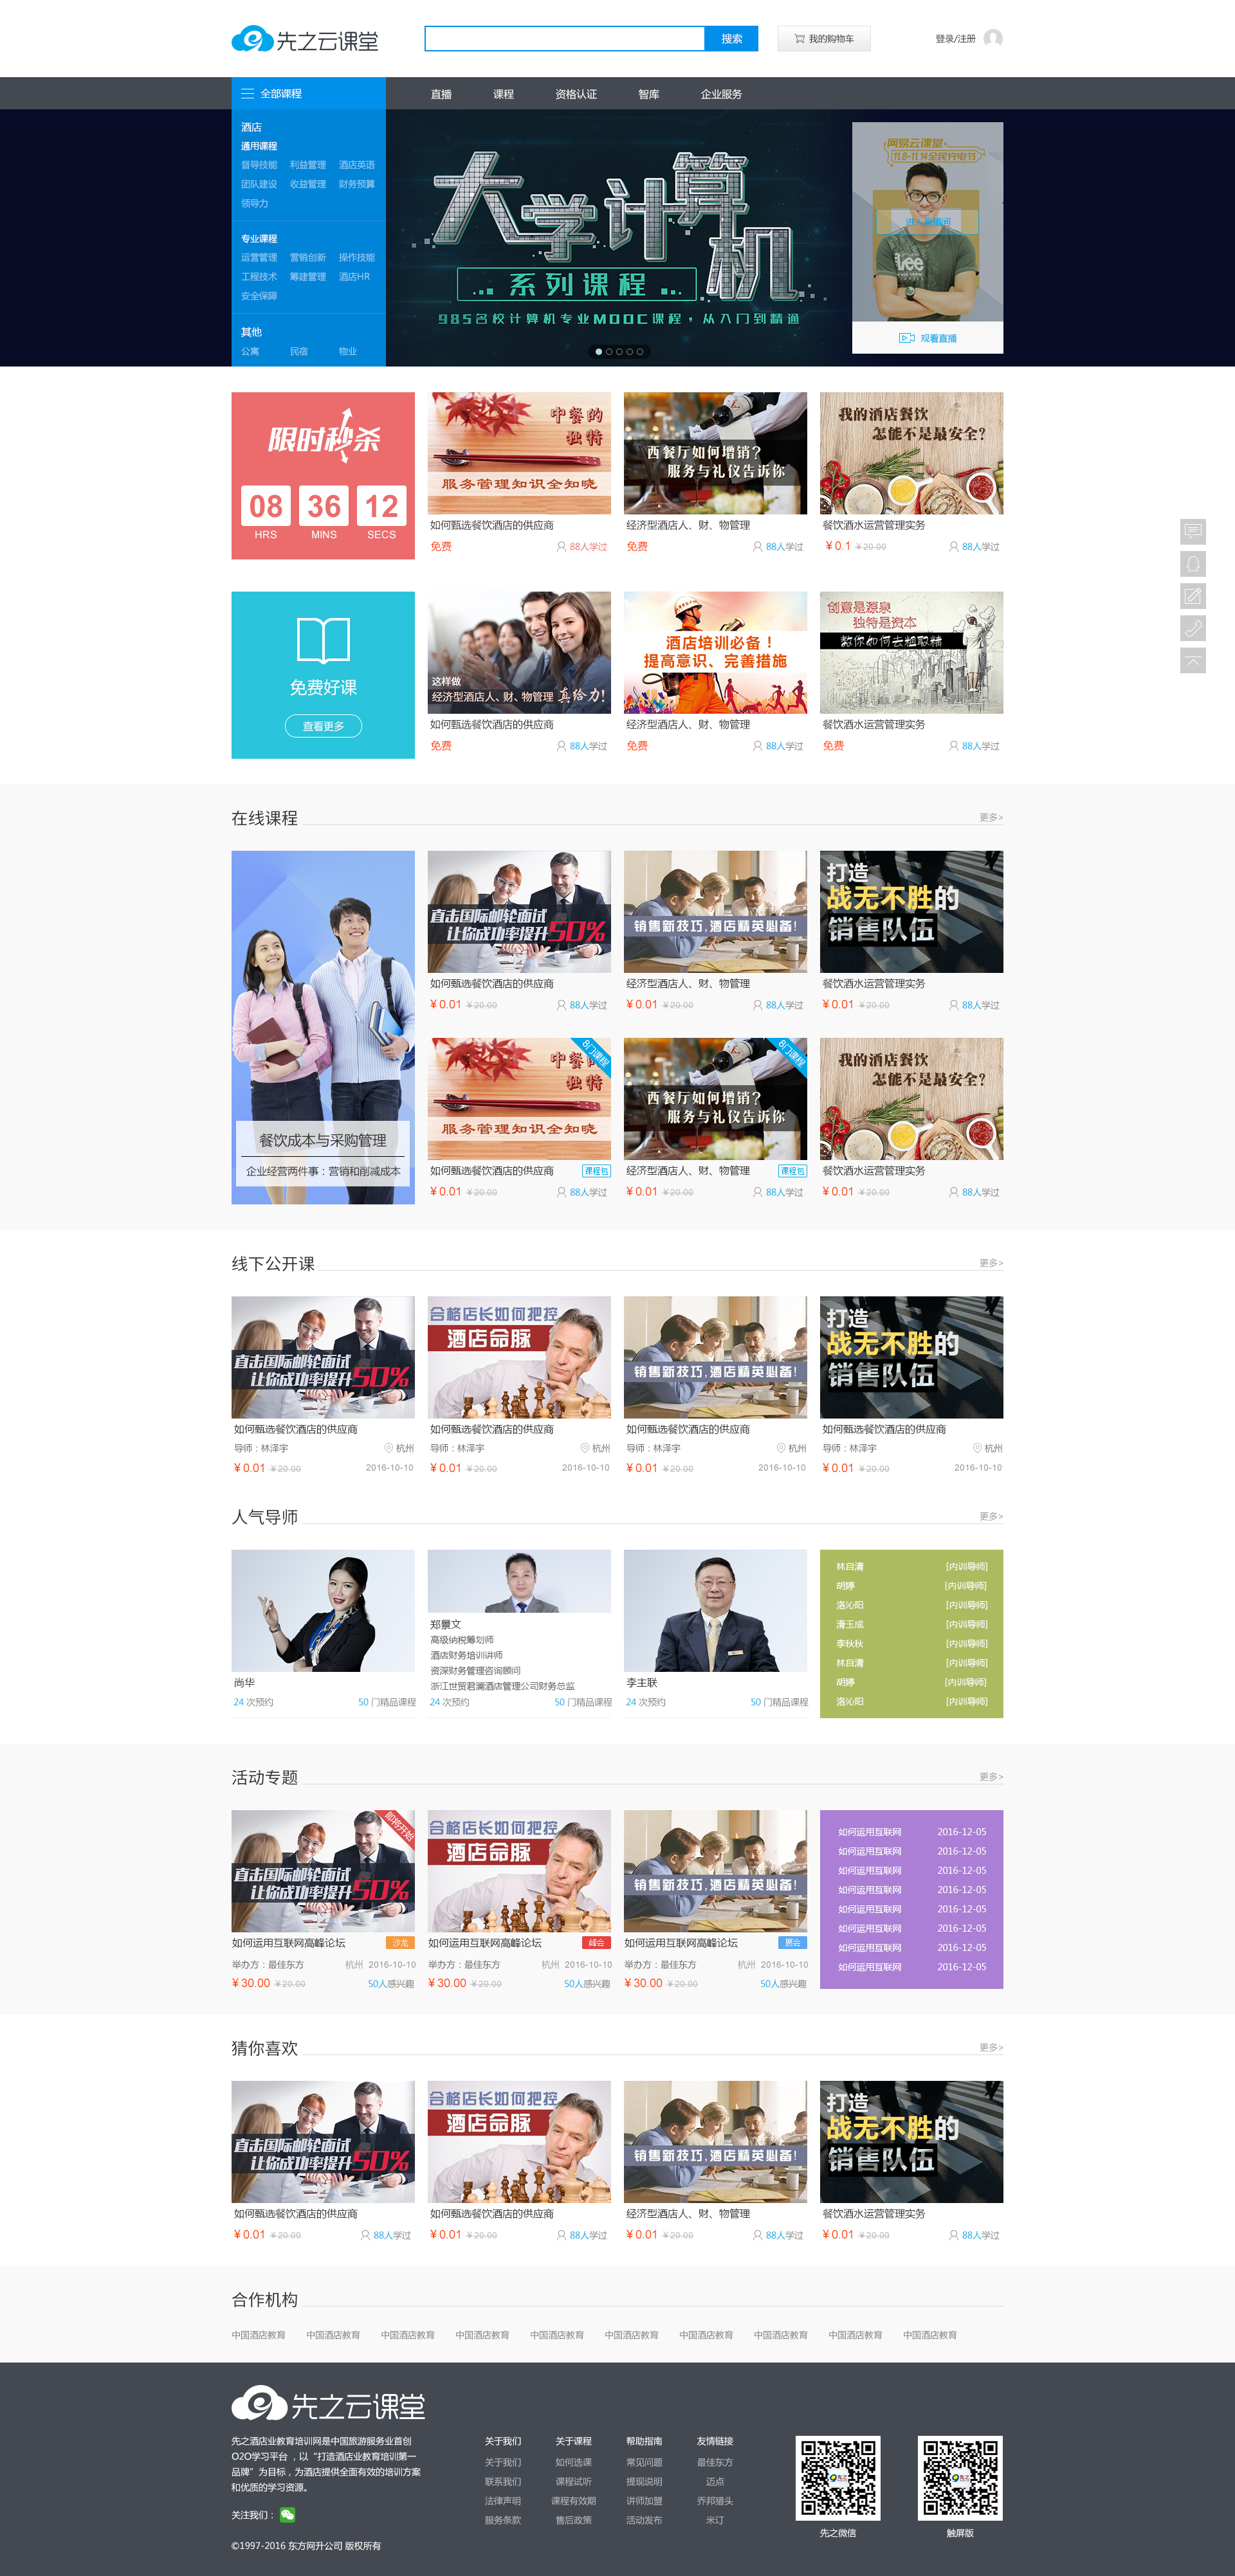 先之云课堂
搜索
我的购物车
登录/注册
全部课程
直播 课程 资格认证 智库 企业服务
酒店
通用课程
督导技能 利益管理 酒店英语
团队建设 收益管理 财务预算
领导力
专业课程
运营管理 营销创新 操作技能
工程技术 筹建管理 酒店HR
安全保障
其他
公寓 民宿 物业
大学计算机
系列课程
985名校计算机专业MOOC课程，从入门到精通
网易云课堂
11.8-11.14全民充电节
观看直播
限时秒杀
08 36 12
HRS MINS SECS
中餐的
独特
服务管理知识全知晓
西餐厅如何增销？
服务与礼仪告诉你
我的酒店餐饮
怎能不是最安全？
如何甄选餐饮酒店的供应商
免费 88人学过
经济型酒店人、财、物管理
免费 88人学过
餐饮酒水运营管理实务
¥ 0.1 ¥20.00 88人学过
免费好课
查看更多
这样做
经济型酒店人、财、物管理 真给力！
酒店培训必备！
提高意识、完善措施
创意是源泉
独特是资本
教你如何去粗取精
如何甄选餐饮酒店的供应商
免费 88人学过
经济型酒店人、财、物管理
免费 88人学过
餐饮酒水运营管理实务
免费 88人学过
在线课程 更多>
直击国际邮轮面试
让你成功率提升50%
销售新技巧，酒店精英必备！
打造
战无不胜的
销售队伍
如何甄选餐饮酒店的供应商
¥ 0.01 ¥20.00 88人学过
经济型酒店人、财、物管理
¥ 0.01 ¥20.00 88人学过
餐饮酒水运营管理实务
¥ 0.01 ¥20.00 88人学过
餐饮成本与采购管理
企业经营两件事：营销和削减成本
中餐的
独特
服务管理知识全知晓
8门课程
西餐厅如何增销？
服务与礼仪告诉你
8门课程
我的酒店餐饮
怎能不是最安全？
如何甄选餐饮酒店的供应商 课程包
¥ 0.01 ¥20.00 88人学过
经济型酒店人、财、物管理 课程包
¥ 0.01 ¥20.00 88人学过
餐饮酒水运营管理实务
¥ 0.01 ¥20.00 88人学过
线下公开课 更多>
直击国际邮轮面试
让你成功率提升50%
合格店长如何把控
酒店命脉
销售新技巧，酒店精英必备！
打造
战无不胜的
销售队伍
如何甄选餐饮酒店的供应商
导师：林泽宇 杭州
¥ 0.01 ¥20.00 2016-10-10
如何甄选餐饮酒店的供应商
导师：林泽宇 杭州
¥ 0.01 ¥20.00 2016-10-10
如何甄选餐饮酒店的供应商
导师：林泽宇 杭州
¥ 0.01 ¥20.00 2016-10-10
如何甄选餐饮酒店的供应商
导师：林泽宇 杭州
¥ 0.01 ¥20.00 2016-10-10
人气导师 更多>
尚华
24 次预约 50 门精品课程
郑景文
高级纳税筹划师
酒店财务培训讲师
资深财务管理咨询顾问
浙江世贸君澜酒店管理公司财务总监
24 次预约 50 门精品课程
李主联
24 次预约 50 门精品课程
林自清 [内训导师]
胡婷 [内训导师]
洛沁阳 [内训导师]
滑玉成 [内训导师]
李秋秋 [内训导师]
林自清 [内训导师]
胡婷 [内训导师]
洛沁阳 [内训导师]
活动专题 更多>
即将开始
直击国际邮轮面试
让你成功率提升50%
合格店长如何把控
酒店命脉
销售新技巧，酒店精英必备！
如何运用互联网高峰论坛 沙龙
举办方：最佳东方 杭州 2016-10-10
¥ 30.00 ¥20.00 50人感兴趣
如何运用互联网高峰论坛 峰会
举办方：最佳东方 杭州 2016-10-10
¥ 30.00 ¥20.00 50人感兴趣
如何运用互联网高峰论坛 展会
举办方：最佳东方 杭州 2016-10-10
¥ 30.00 ¥20.00 50人感兴趣
如何运用互联网 2016-12-05
如何运用互联网 2016-12-05
如何运用互联网 2016-12-05
如何运用互联网 2016-12-05
如何运用互联网 2016-12-05
如何运用互联网 2016-12-05
如何运用互联网 2016-12-05
如何运用互联网 2016-12-05
猜你喜欢 更多>
直击国际邮轮面试
让你成功率提升50%
合格店长如何把控
酒店命脉
销售新技巧，酒店精英必备！
打造
战无不胜的
销售队伍
如何甄选餐饮酒店的供应商
¥ 0.01 ¥20.00 88人学过
如何甄选餐饮酒店的供应商
¥ 0.01 ¥20.00 88人学过
经济型酒店人、财、物管理
¥ 0.01 ¥20.00 88人学过
餐饮酒水运营管理实务
¥ 0.01 ¥20.00 88人学过
合作机构
中国酒店教育 中国酒店教育 中国酒店教育 中国酒店教育 中国酒店教育 中国酒店教育 中国酒店教育 中国酒店教育 中国酒店教育 中国酒店教育
先之云课堂
先之酒店业教育培训网是中国旅游服务业首创
O2O学习平台，以“打造酒店业教育培训第一
品牌”为目标，为酒店提供全面有效的培训方案
和优质的学习资源。
关注我们：
©1997-2016 东方网升公司 版权所有
关于我们 关于课程 帮助指南 友情链接
关于我们 如何选课 常见问题 最佳东方
联系我们 课程试听 提现说明 迈点
法律声明 课程有效期 讲师加盟 乔邦猎头
服务条款 售后政策 活动发布 米订
先之微信 触屏版